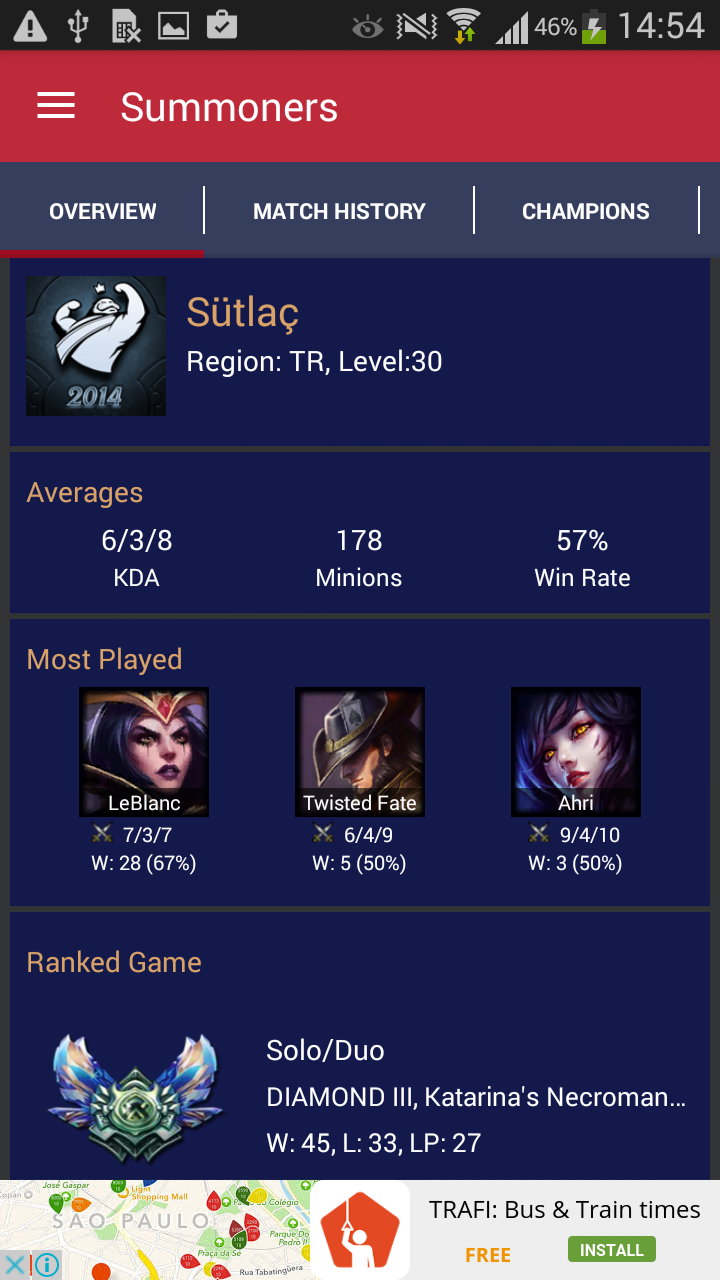 46% 14:54
Summoners
OVERVIEW MATCH HISTORY CHAMPIONS
2014
Sütlaç
Region: TR, Level:30
Averages
6/3/8 178 57%
KDA Minions Win Rate
Most Played
LeBlanc Twisted Fate Ahri
7/3/7 6/4/9 9/4/10
W: 28 (67%) W: 5 (50%) W: 3 (50%)
Ranked Game
Solo/Duo
DIAMOND III, Katarina's Necroman...
W: 45, L: 33, LP: 27
José Gaspar
Light
Shopping Mall
Colégio
SAO PAULO
Parque Do
Pedro II
Praça da Sé
Rua Tabatingüera
TRAFI: Bus & Train times
FREE INSTALL